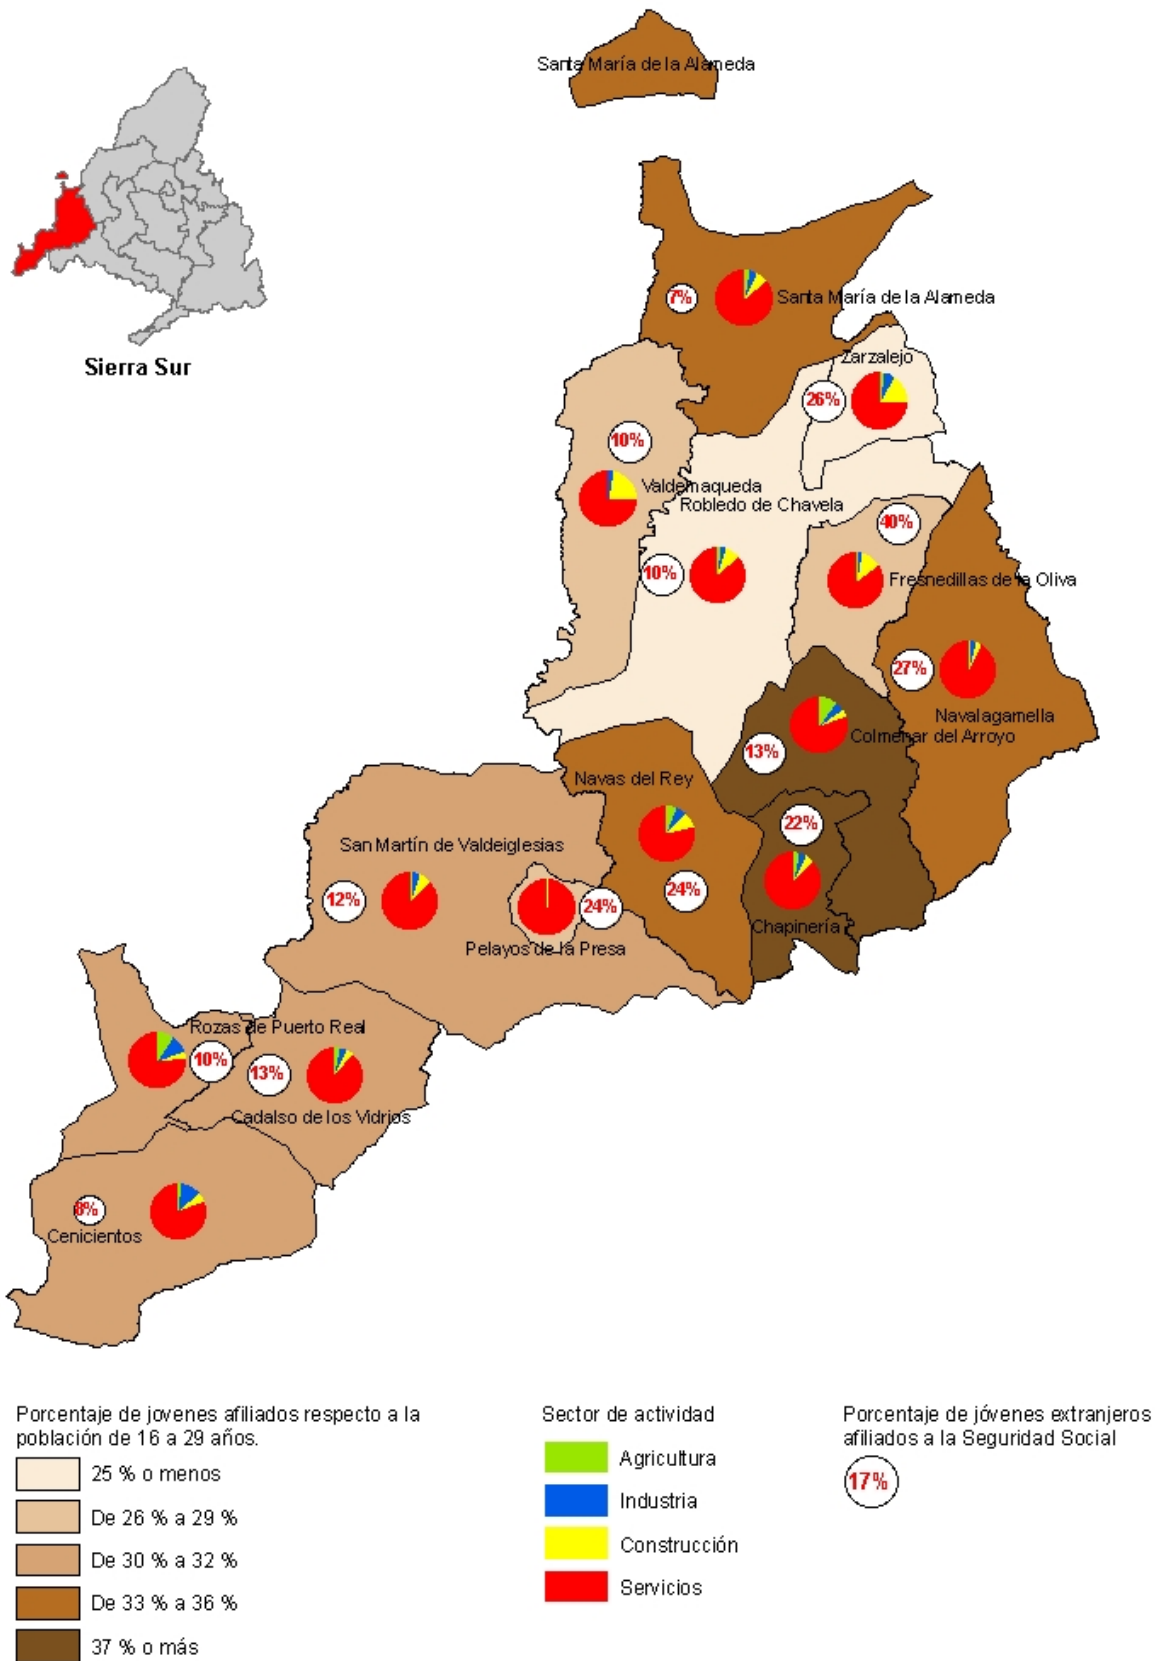 Santa María de la Alameda
Sierra Sur
7%
Santa María de la Alameda
Zarzalejo
26%
10%
Valdemaqueda
Robledo de Chavela
40%
10%
Fresnedillas de la Oliva
27%
Navalagamella
Colmenar del Arroyo
13%
Navas del Rey
22%
San Martín de Valdeiglesias
12%
24%
24%
Chapinería
Pelayos de la Presa
Rozas de Puerto Real
10%
13%
Cadalso de los Vidrios
8%
Cenicientos
Porcentaje de jovenes afiliados respecto a la
población de 16 a 29 años.
25 % o menos
De 26 % a 29 %
De 30 % a 32 %
De 33 % a 36 %
37 % o más
Sector de actividad
Agricultura
Industria
Construcción
Servicios
Porcentaje de jóvenes extranjeros
afiliados a la Seguridad Social
17%